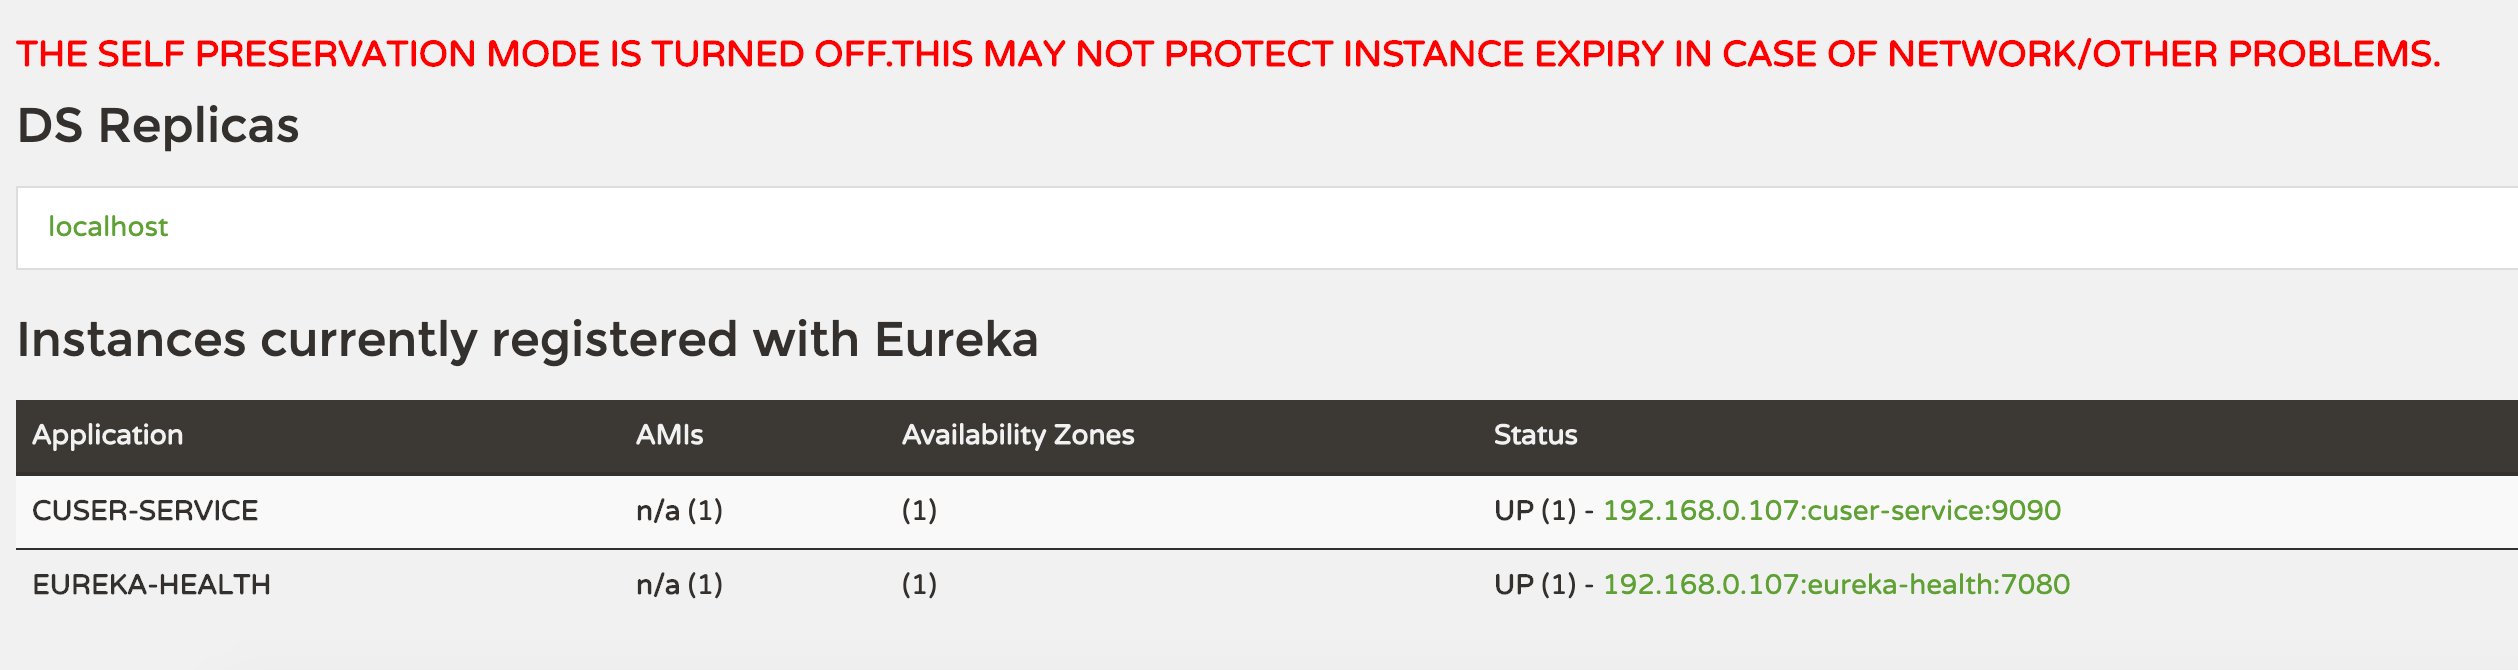 THE SELF PRESERVATION MODE IS TURNED OFF.THIS MAY NOT PROTECT INSTANCE EXPIRY IN CASE OF NETWORK/OTHER PROBLEMS.
DS Replicas
localhost
Instances currently registered with Eureka
Application AMIs Availability Zones Status
CUSER-SERVICE n/a (1) (1) UP (1) - 192.168.0.107:cuser-service:9090
EUREKA-HEALTH n/a (1) (1) UP (1) - 192.168.0.107:eureka-health:7080